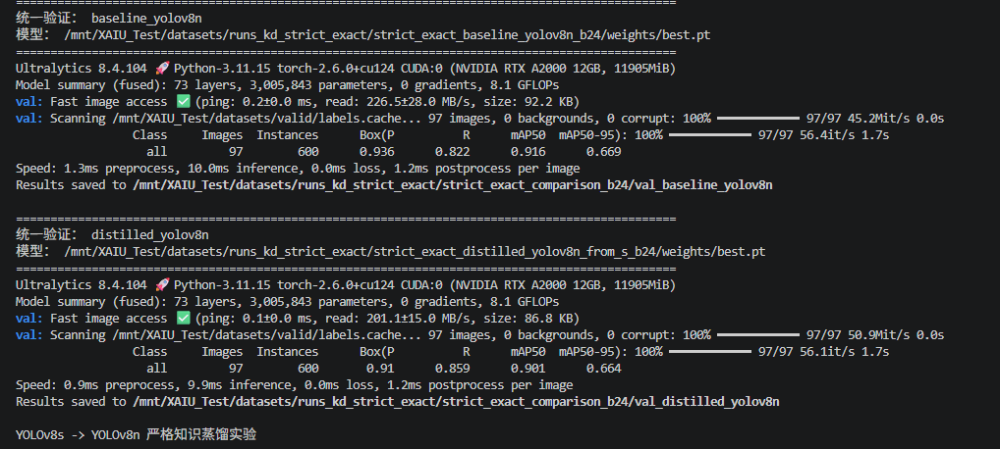 ================================================================================================
统一验证: baseline_yolov8n
模型: /mnt/XAIU_Test/datasets/runs_kd_strict_exact/strict_exact_baseline_yolov8n_b24/weights/best.pt
================================================================================================
Ultralytics 8.4.104 🚀 Python-3.11.15 torch-2.6.0+cu124 CUDA:0 (NVIDIA RTX A2000 12GB, 11905MiB)
Model summary (fused): 73 layers, 3,005,843 parameters, 0 gradients, 8.1 GFLOPs
val: Fast image access ✅ (ping: 0.2±0.0 ms, read: 226.5±28.0 MB/s, size: 92.2 KB)
val: Scanning /mnt/XAIU_Test/datasets/valid/labels.cache... 97 images, 0 backgrounds, 0 corrupt: 100% ━━━━━━━━━━━━ 97/97 45.2Mit/s 0.0s
Class Images Instances Box(P R mAP50 mAP50-95): 100% ━━━━━━━━━━━━ 97/97 56.4it/s 1.7s
all 97 600 0.936 0.822 0.916 0.669
Speed: 1.3ms preprocess, 10.0ms inference, 0.0ms loss, 1.2ms postprocess per image
Results saved to /mnt/XAIU_Test/datasets/runs_kd_strict_exact/strict_exact_comparison_b24/val_baseline_yolov8n
================================================================================================
统一验证: distilled_yolov8n
模型: /mnt/XAIU_Test/datasets/runs_kd_strict_exact/strict_exact_distilled_yolov8n_from_s_b24/weights/best.pt
================================================================================================
Ultralytics 8.4.104 🚀 Python-3.11.15 torch-2.6.0+cu124 CUDA:0 (NVIDIA RTX A2000 12GB, 11905MiB)
Model summary (fused): 73 layers, 3,005,843 parameters, 0 gradients, 8.1 GFLOPs
val: Fast image access ✅ (ping: 0.1±0.0 ms, read: 201.1±15.0 MB/s, size: 86.8 KB)
val: Scanning /mnt/XAIU_Test/datasets/valid/labels.cache... 97 images, 0 backgrounds, 0 corrupt: 100% ━━━━━━━━━━━━ 97/97 50.9Mit/s 0.0s
Class Images Instances Box(P R mAP50 mAP50-95): 100% ━━━━━━━━━━━━ 97/97 56.1it/s 1.7s
all 97 600 0.91 0.859 0.901 0.664
Speed: 0.9ms preprocess, 9.9ms inference, 0.0ms loss, 1.2ms postprocess per image
Results saved to /mnt/XAIU_Test/datasets/runs_kd_strict_exact/strict_exact_comparison_b24/val_distilled_yolov8n
YOLOv8s -> YOLOv8n 严格知识蒸馏实验